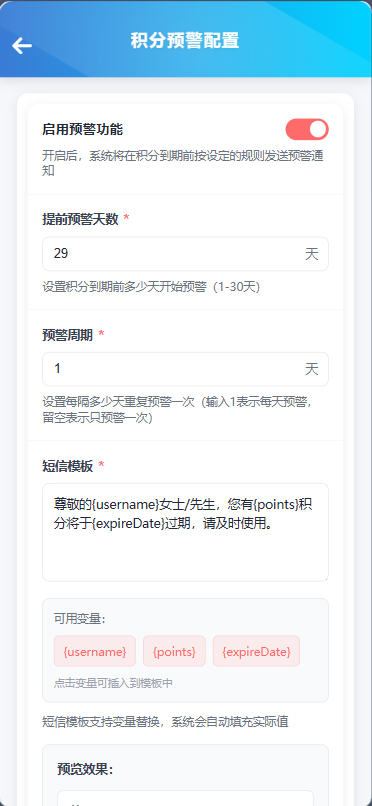 积分预警配置
启用预警功能
开启后，系统将在积分到期前按设定的规则发送预警通
知
提前预警天数 *
29 天
设置积分到期前多少天开始预警（1-30天）
预警周期 *
1 天
设置每隔多少天重复预警一次（输入1表示每天预警，
留空表示只预警一次）
短信模板 *
尊敬的{username}女士/先生，您有{points}积
分将于{expireDate}过期，请及时使用。
可用变量：
{username} {points} {expireDate}
点击变量可插入到模板中
短信模板支持变量替换，系统会自动填充实际值
预览效果：